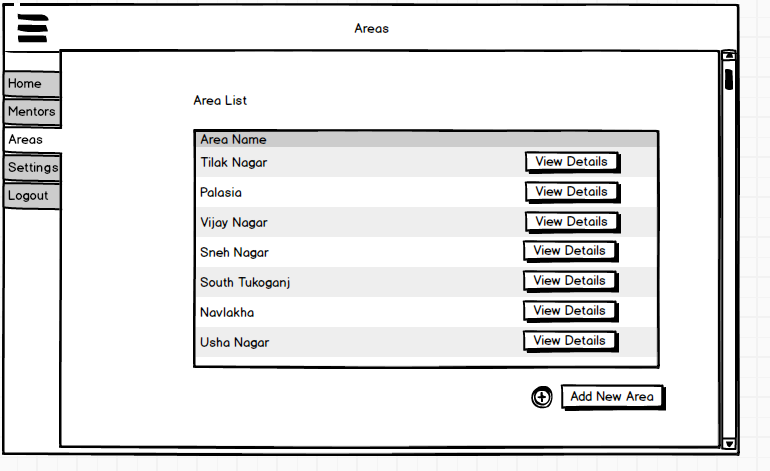 Areas
Home
Mentors
Areas
Settings
Logout
Area List
Area Name
Tilak Nagar View Details
Palasia View Details
Vijay Nagar View Details
Sneh Nagar View Details
South Tukoganj View Details
Navlakha View Details
Usha Nagar View Details
Add New Area